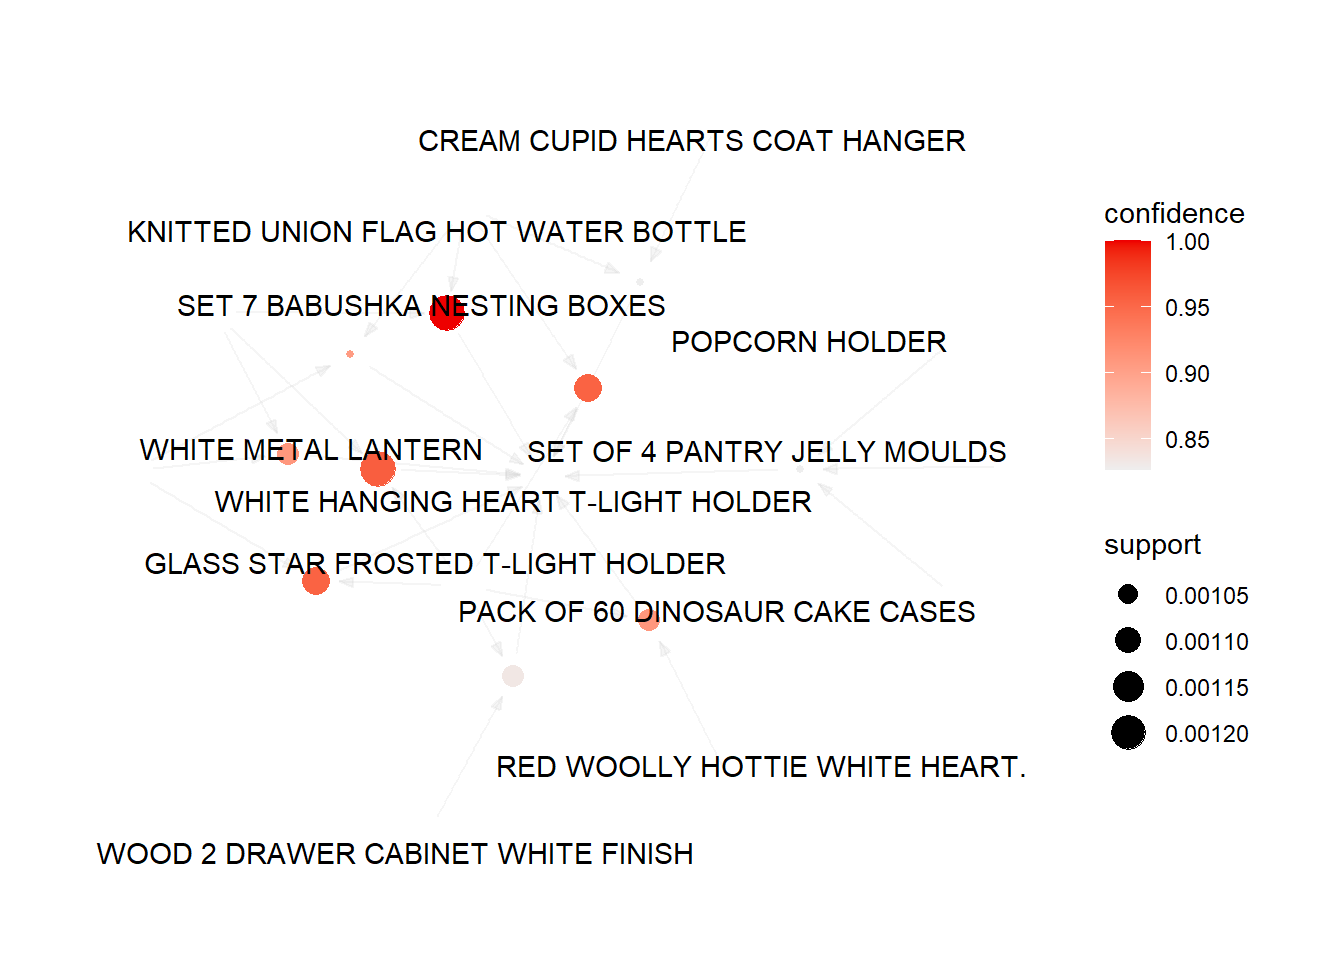 CREAM CUPID HEARTS COAT HANGER
KNITTED UNION FLAG HOT WATER BOTTLE
SET 7 BABUSHKA NESTING BOXES
POPCORN HOLDER
WHITE METAL LANTERN
SET OF 4 PANTRY JELLY MOULDS
WHITE HANGING HEART T-LIGHT HOLDER
GLASS STAR FROSTED T-LIGHT HOLDER
PACK OF 60 DINOSAUR CAKE CASES
RED WOOLLY HOTTIE WHITE HEART.
WOOD 2 DRAWER CABINET WHITE FINISH
confidence
1.00
0.95
0.90
0.85
support
0.00105
0.00110
0.00115
0.00120